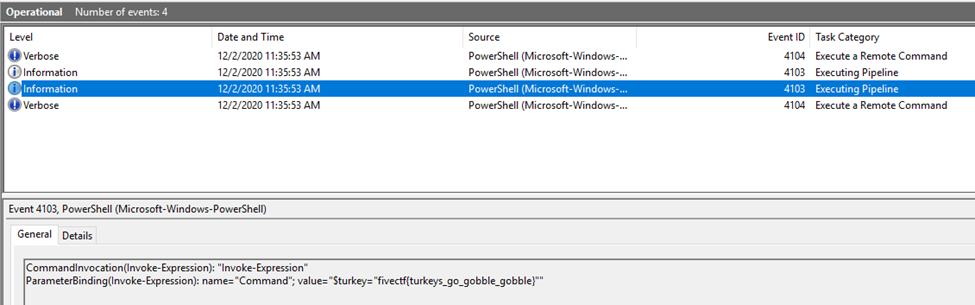 Operational Number of events: 4
Level Date and Time Source Event ID Task Category
Verbose 12/2/2020 11:35:53 AM PowerShell (Microsoft-Windows-... 4104 Execute a Remote Command
Information 12/2/2020 11:35:53 AM PowerShell (Microsoft-Windows-... 4103 Executing Pipeline
Information 12/2/2020 11:35:53 AM PowerShell (Microsoft-Windows-... 4103 Executing Pipeline
Verbose 12/2/2020 11:35:53 AM PowerShell (Microsoft-Windows-... 4104 Execute a Remote Command
Event 4103, PowerShell (Microsoft-Windows-PowerShell)
General Details
CommandInvocation(Invoke-Expression): "Invoke-Expression"
ParameterBinding(Invoke-Expression): name="Command"; value="$turkey="fivectf{turkeys_go_gobble_gobble}""